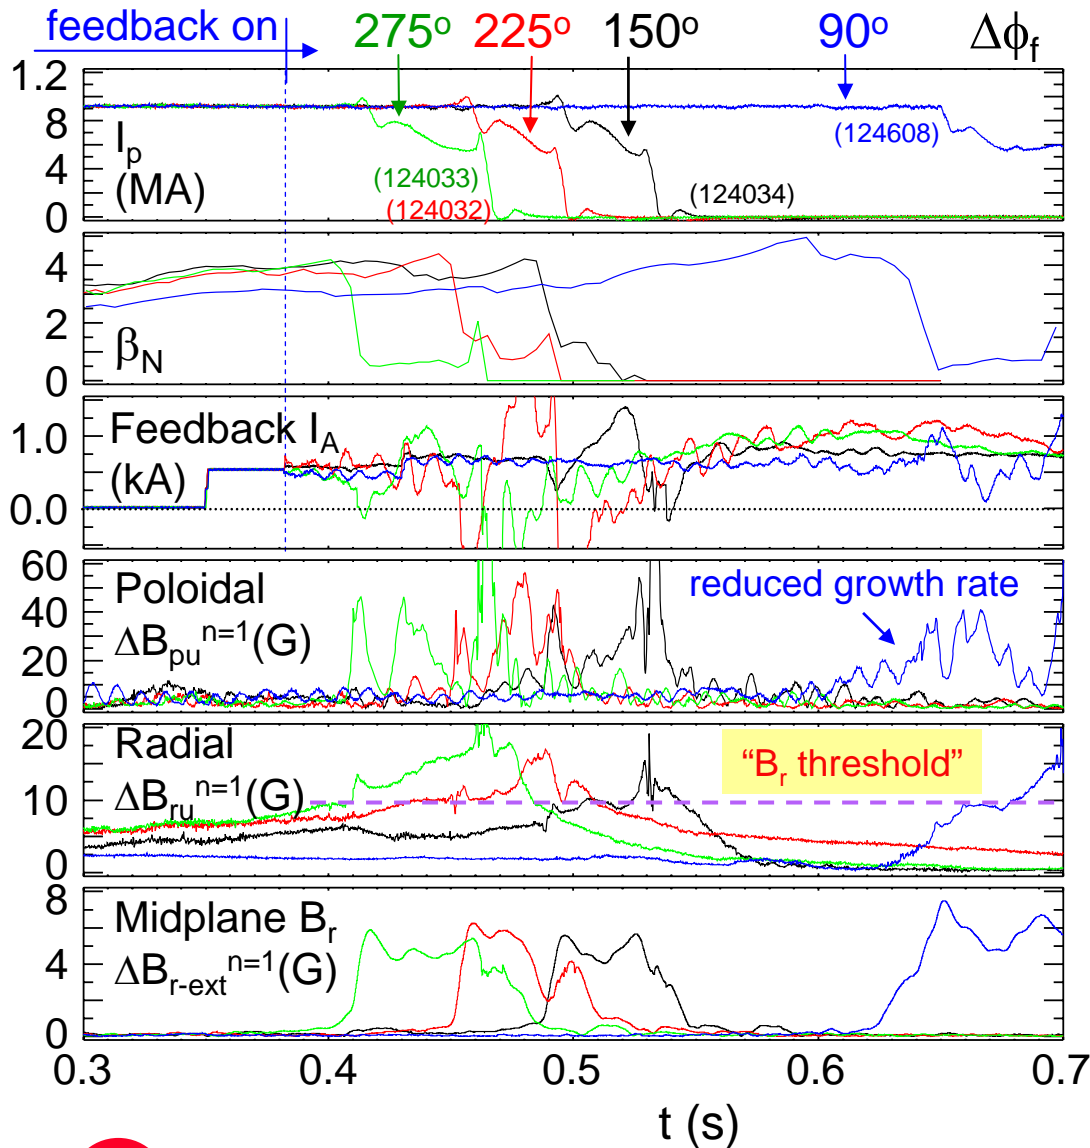 feedback on
275° 225° 150° 90° Δϕf
1.2
8
4
0
Ip
(MA)
(124033)
(124032)
(124034)
(124608)
4
2
0
βN
1.0
0.0
Feedback IA
(kA)
60
40
20
0
Poloidal
ΔBpu n=1(G)
reduced growth rate
20
10
0
Radial
ΔBru n=1(G)
“Br threshold”
8
4
0
Midplane Br
ΔBr-ext n=1(G)
0.3 0.4 0.5 0.6 0.7
t (s)